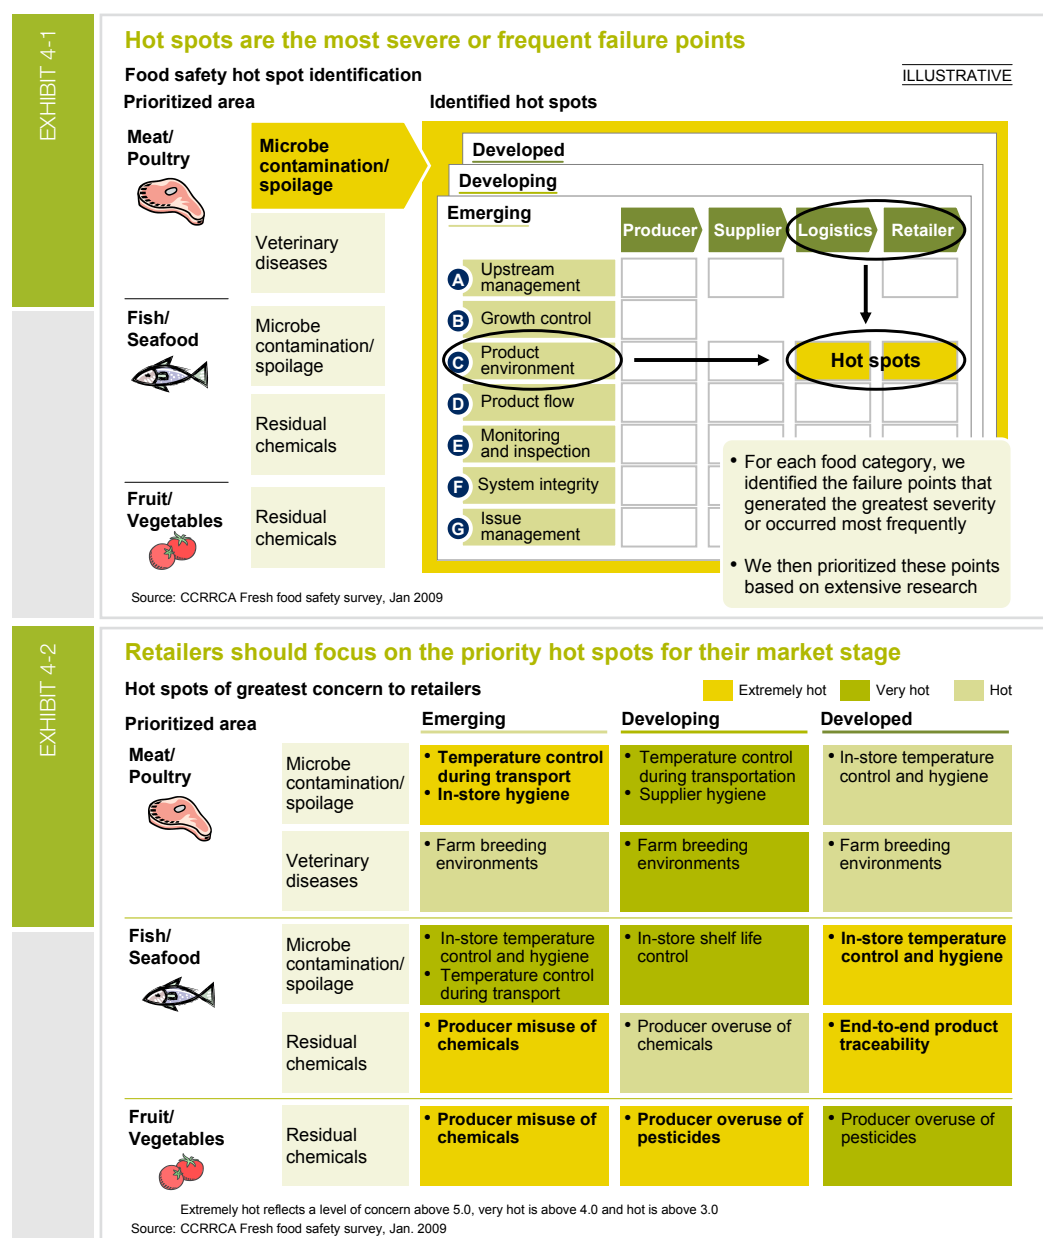 EXHIBIT 4-1
Hot spots are the most severe or frequent failure points
Food safety hot spot identification
ILLUSTRATIVE
Prioritized area
Identified hot spots
Meat/
Poultry
Microbe
contamination/
spoilage
Veterinary
diseases
Fish/
Seafood
Microbe
contamination/
spoilage
Residual
chemicals
Fruit/
Vegetables
Residual
chemicals
Developed
Developing
Emerging
Producer
Supplier
Logistics
Retailer
A Upstream
management
B Growth control
C Product
environment
Hot spots
D Product flow
E Monitoring
and inspection
F System integrity
G Issue
management
• For each food category, we
identified the failure points that
generated the greatest severity
or occurred most frequently
• We then prioritized these points
based on extensive research
Source: CCRRCA Fresh food safety survey, Jan 2009
EXHIBIT 4-2
Retailers should focus on the priority hot spots for their market stage
Hot spots of greatest concern to retailers
Extremely hot
Very hot
Hot
Prioritized area
Emerging
Developing
Developed
Meat/
Poultry
Microbe
contamination/
spoilage
• Temperature control
during transport
• In-store hygiene
• Temperature control
during transportation
• Supplier hygiene
• In-store temperature
control and hygiene
Veterinary
diseases
• Farm breeding
environments
• Farm breeding
environments
• Farm breeding
environments
Fish/
Seafood
Microbe
contamination/
spoilage
• In-store temperature
control and hygiene
• Temperature control
during transport
• In-store shelf life
control
• In-store temperature
control and hygiene
Residual
chemicals
• Producer misuse of
chemicals
• Producer overuse of
chemicals
• End-to-end product
traceability
Fruit/
Vegetables
Residual
chemicals
• Producer misuse of
chemicals
• Producer overuse of
pesticides
• Producer overuse of
pesticides
Extremely hot reflects a level of concern above 5.0, very hot is above 4.0 and hot is above 3.0
Source: CCRRCA Fresh food safety survey, Jan. 2009